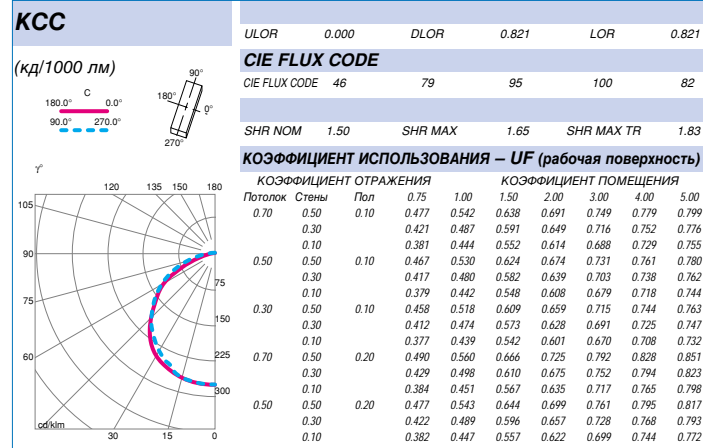 КСС
(кд/1000 лм)
90°
C
180.0° 0.0°
90.0° 270.0°
180° 0°
270°
γ°
120 135 150 180
105
90
75
60
75
150
225
300
cd/klm
30 15 0
ULOR 0.000 DLOR 0.821 LOR 0.821
CIE FLUX CODE
CIE FLUX CODE 46 79 95 100 82
SHR NOM 1.50 SHR MAX 1.65 SHR MAX TR 1.83
КОЭФФИЦИЕНТ ИСПОЛЬЗОВАНИЯ – UF (рабочая поверхность)
КОЭФФИЦИЕНТ ОТРАЖЕНИЯ КОЭФФИЦИЕНТ ПОМЕЩЕНИЯ
Потолок Стены Пол 0.75 1.00 1.50 2.00 3.00 4.00 5.00
0.70 0.50 0.10 0.477 0.542 0.638 0.691 0.749 0.779 0.799
0.30 0.421 0.487 0.591 0.649 0.716 0.752 0.776
0.10 0.381 0.444 0.552 0.614 0.688 0.729 0.755
0.50 0.50 0.10 0.467 0.530 0.624 0.674 0.731 0.761 0.780
0.30 0.417 0.480 0.582 0.639 0.703 0.738 0.762
0.10 0.379 0.442 0.548 0.608 0.679 0.718 0.744
0.30 0.50 0.10 0.458 0.518 0.609 0.659 0.715 0.744 0.763
0.30 0.412 0.474 0.573 0.628 0.691 0.725 0.747
0.10 0.377 0.439 0.542 0.601 0.670 0.708 0.732
0.70 0.50 0.20 0.490 0.560 0.666 0.725 0.792 0.828 0.851
0.30 0.429 0.498 0.610 0.675 0.752 0.794 0.823
0.10 0.384 0.451 0.567 0.635 0.717 0.765 0.798
0.50 0.50 0.20 0.477 0.543 0.644 0.699 0.761 0.795 0.817
0.30 0.422 0.489 0.596 0.657 0.728 0.768 0.793
0.10 0.382 0.447 0.557 0.622 0.699 0.744 0.772